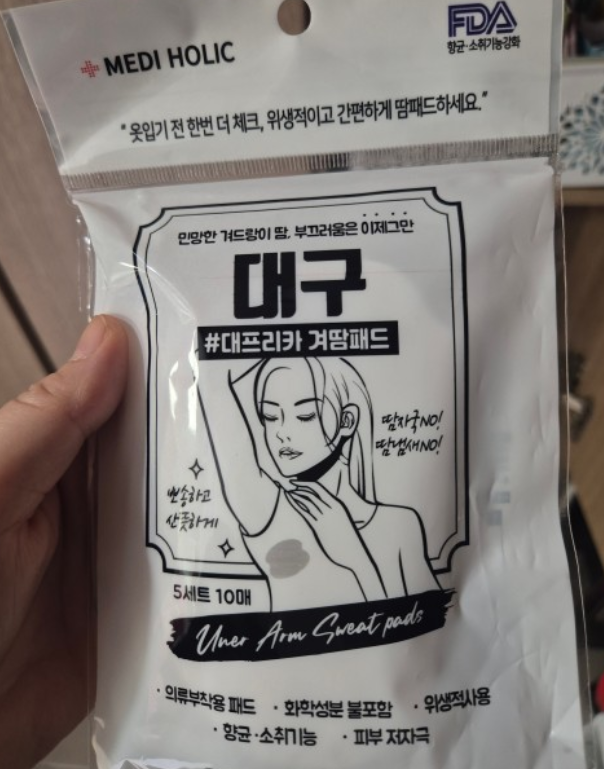 MEDI HOLIC
FDA
항균·소취기능강화
"옷입기 전 한번 더 체크, 위생적이고 간편하게 땀패드하세요."
민망한 겨드랑이 땀, 부끄러움은 이제그만
대구
#대프리카 겨땀패드
땀자국NO!
땀냄새NO!
뽀송하고
산뜻하게
5세트 10매
Uner Arm Sweat pads
· 의류부착용 패드 · 화학성분 불포함 · 위생적사용
· 항균·소취기능 · 피부 저자극